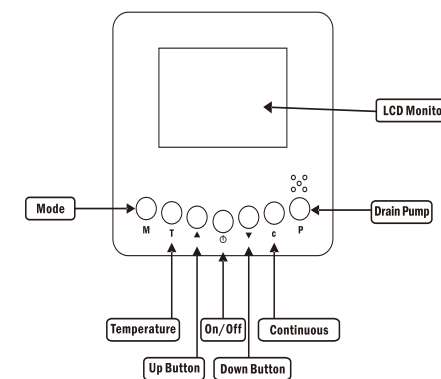 LCD Monito
Mode
Drain Pump
M
T
▲
▼
c
P
Temperature
On/Off
Continuous
Up Button
Down Button